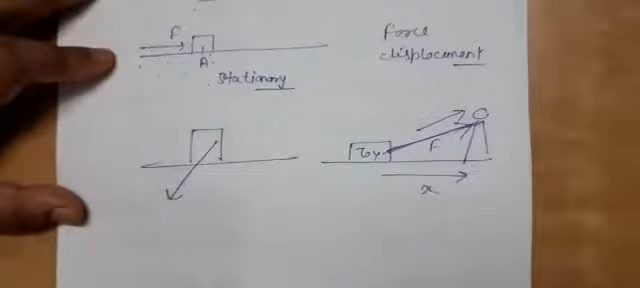 F
A
Stationary
Force
displacement
Toy
F
x